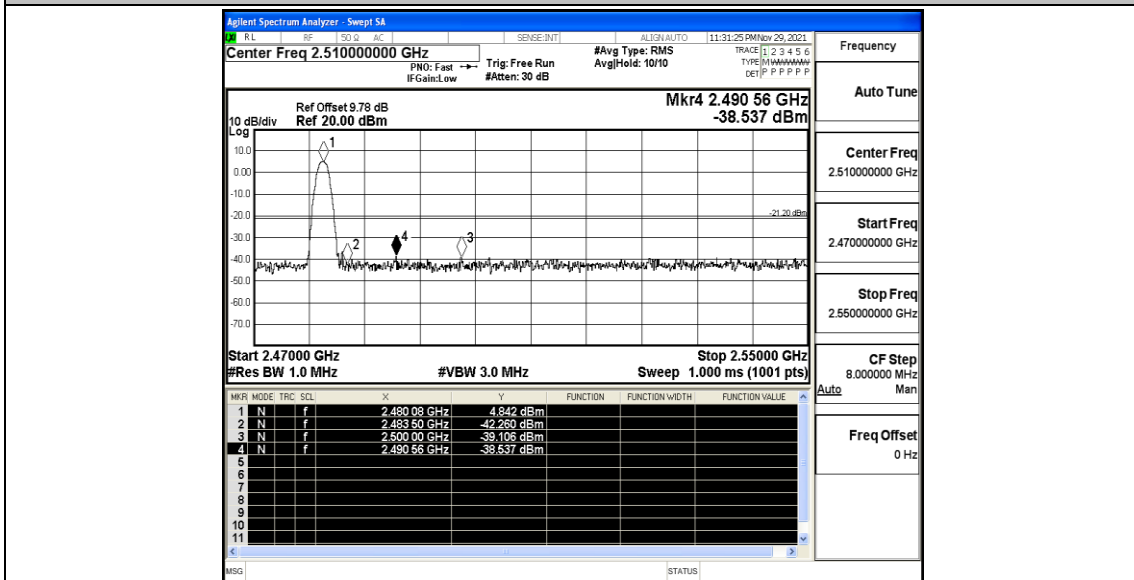 Agilent Spectrum Analyzer - Swept SA
RL RF 50 Ω AC SENSE:INT ALIGN AUTO 11:31:25 PM Nov 29, 2021
Center Freq 2.510000000 GHz
PNO: Fast
IFGain:Low
Trig: Free Run
#Atten: 30 dB
#Avg Type: RMS
Avg|Hold: 10/10
TRACE 1 2 3 4 5 6
TYPE M
DET P P P P P P
Frequency
Auto Tune
Center Freq
2.510000000 GHz
Start Freq
2.470000000 GHz
Stop Freq
2.550000000 GHz
CF Step
8.000000 MHz
Auto Man
Freq Offset
0 Hz
Mkr4 2.490 56 GHz
-38.537 dBm
Ref Offset 9.78 dB
10 dB/div Ref 20.00 dBm
Log
10.0
0.00
-10.0
-20.0
-30.0
-40.0
-50.0
-60.0
-70.0
1
2
4
3
-21.20 dBm
Start 2.47000 GHz Stop 2.55000 GHz
#Res BW 1.0 MHz #VBW 3.0 MHz Sweep 1.000 ms (1001 pts)
MKR MODE TRC SCL X Y FUNCTION FUNCTION WIDTH FUNCTION VALUE
1 N f 2.480 08 GHz 4.842 dBm
2 N f 2.483 50 GHz -42.260 dBm
3 N f 2.500 00 GHz -39.106 dBm
4 N f 2.490 56 GHz -38.537 dBm
5
6
7
8
9
10
11
MSG STATUS